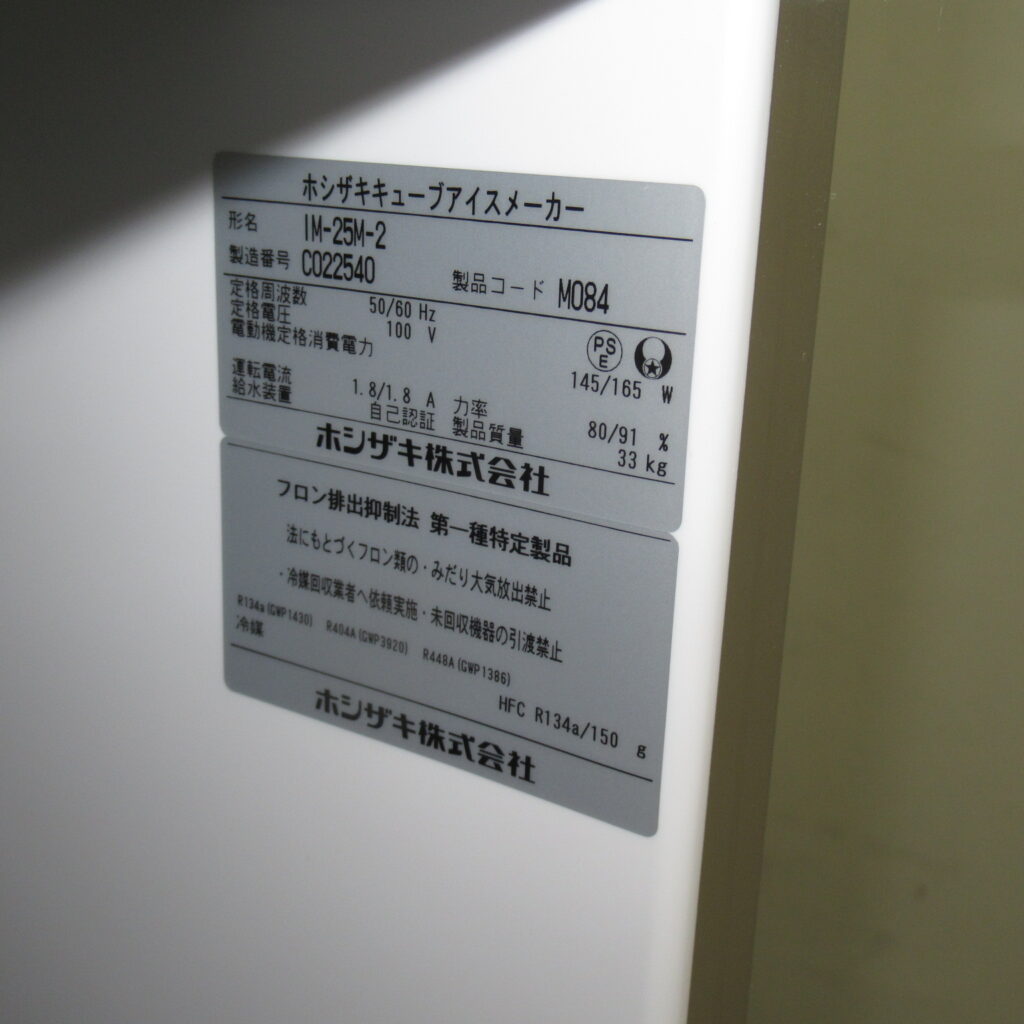 ホシザキキューブアイスメーカー
形名 IM-25M-2
製造番号 C022540 製品コード M084
定格周波数 50/60 Hz
定格電圧 100 V
電動機定格消費電力 145/165 W
PS
E
運転電流 1.8/1.8 A 力率 80/91 %
給水装置 自己認証 製品質量 33 kg
ホシザキ株式会社
フロン排出抑制法 第一種特定製品
法にもとづくフロン類の・みだり大気放出禁止
・冷媒回収業者へ依頼実施・未回収機器の引渡禁止
R134a(GWP1430) R404A(GWP3920) R448A(GWP1386)
冷媒 HFC R134a/150 g
ホシザキ株式会社